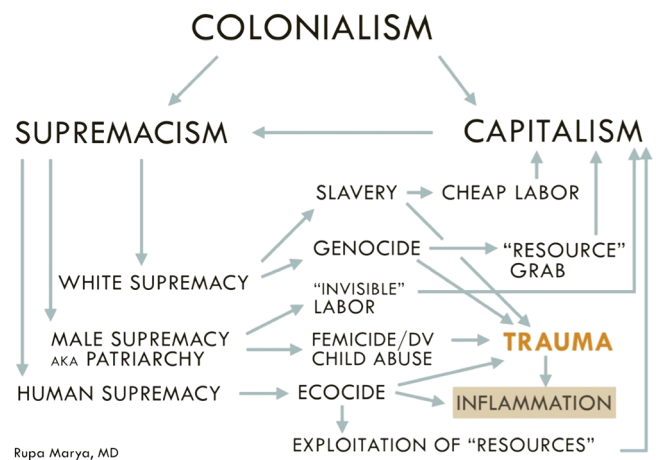 COLONIALISM
SUPREMACISM
CAPITALISM
SLAVERY
CHEAP LABOR
GENOCIDE
"RESOURCE"
GRAB
WHITE SUPREMACY
"INVISIBLE"
LABOR
MALE SUPREMACY
AKA PATRIARCHY
FEMICIDE/DV
CHILD ABUSE
TRAUMA
HUMAN SUPREMACY
ECOCIDE
INFLAMMATION
EXPLOITATION OF "RESOURCES"
Rupa Marya, MD